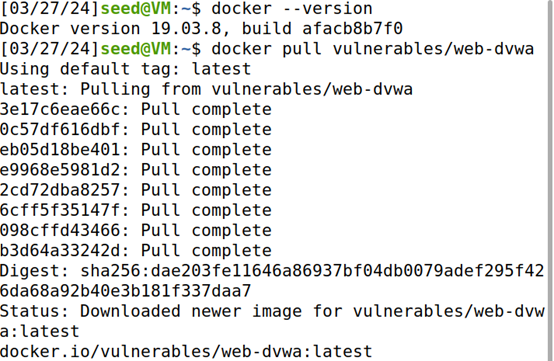 [03/27/24]seed@VM:~$ docker --version
Docker version 19.03.8, build afacb8b7f0
[03/27/24]seed@VM:~$ docker pull vulnerables/web-dvwa
Using default tag: latest
latest: Pulling from vulnerables/web-dvwa
3e17c6eae66c: Pull complete
0c57df616dbf: Pull complete
eb05d18be401: Pull complete
e9968e5981d2: Pull complete
2cd72dba8257: Pull complete
6cff5f35147f: Pull complete
098cffd43466: Pull complete
b3d64a33242d: Pull complete
Digest: sha256:dae203fe11646a86937bf04db0079adef295f42
6da68a92b40e3b181f337daa7
Status: Downloaded newer image for vulnerables/web-dvw
a:latest
docker.io/vulnerables/web-dvwa:latest